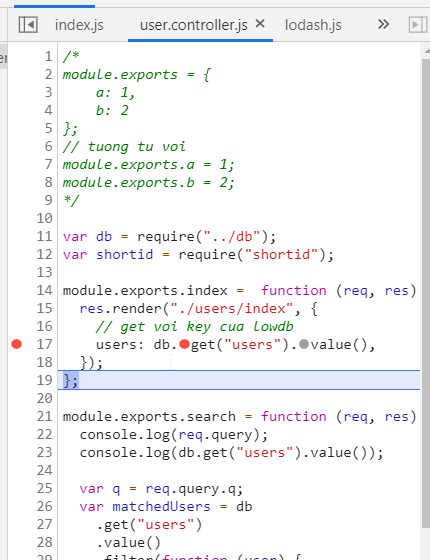 index.js user.controller.js × lodash.js »
1 /*
2 module.exports = {
3     a: 1,
4     b: 2
5 };
6 // tuong tu voi
7 module.exports.a = 1;
8 module.exports.b = 2;
9 */
10
11 var db = require("../db");
12 var shortid = require("shortid");
13
14 module.exports.index =  function (req, res)
15   res.render("./users/index", {
16     // get voi key cua lowdb
17     users: db.get("users").value(),
18   });
19 };
20
21 module.exports.search = function (req, res)
22   console.log(req.query);
23   console.log(db.get("users").value());
24
25   var q = req.query.q;
26   var matchedUsers = db
27     .get("users")
28     .value()
29     .filter(function (user) {